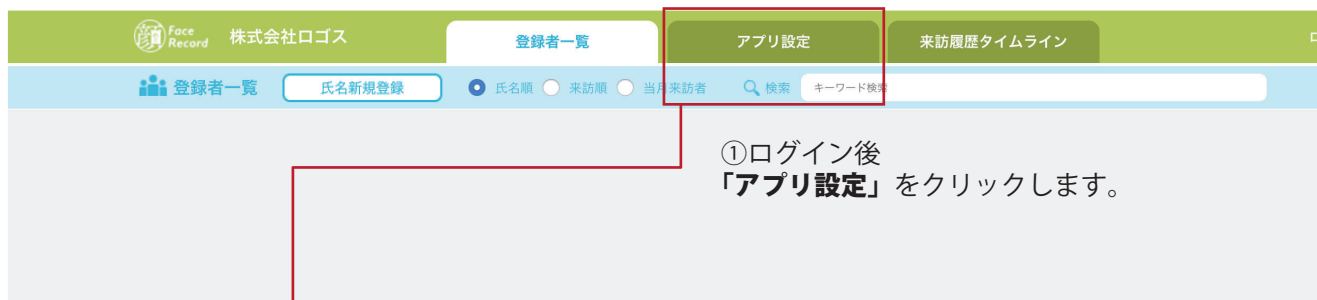 顔 Face Record 株式会社ロゴス 登録者一覧 アプリ設定 来訪履歴タイムライン
登録者一覧 氏名新規登録 氏名順 来訪順 当月来訪者 検索 キーワード検索
①ログイン後
「アプリ設定」をクリックします。